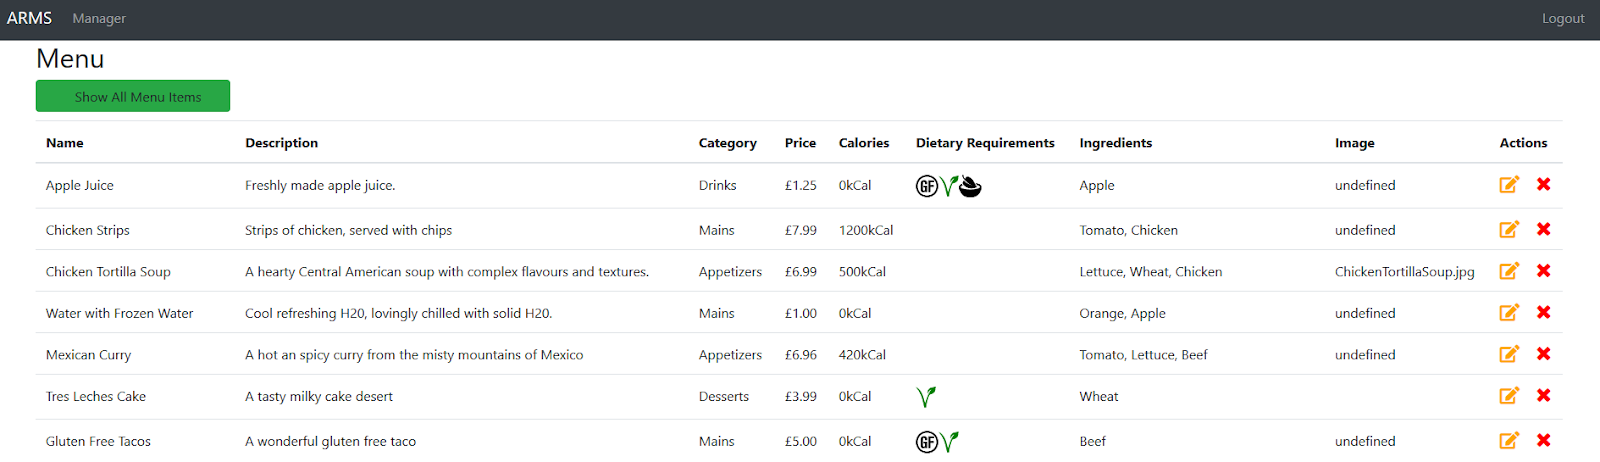 ARMS Manager Logout
Menu
Show All Menu Items
Name Description Category Price Calories Dietary Requirements Ingredients Image Actions
Apple Juice Freshly made apple juice. Drinks £1.25 0kCal GF Apple undefined
Chicken Strips Strips of chicken, served with chips Mains £7.99 1200kCal Tomato, Chicken undefined
Chicken Tortilla Soup A hearty Central American soup with complex flavours and textures. Appetizers £6.99 500kCal Lettuce, Wheat, Chicken ChickenTortillaSoup.jpg
Water with Frozen Water Cool refreshing H20, lovingly chilled with solid H20. Mains £1.00 0kCal Orange, Apple undefined
Mexican Curry A hot an spicy curry from the misty mountains of Mexico Appetizers £6.96 420kCal Tomato, Lettuce, Beef undefined
Tres Leches Cake A tasty milky cake desert Desserts £3.99 0kCal Wheat
Gluten Free Tacos A wonderful gluten free taco Mains £5.00 0kCal GF Beef undefined